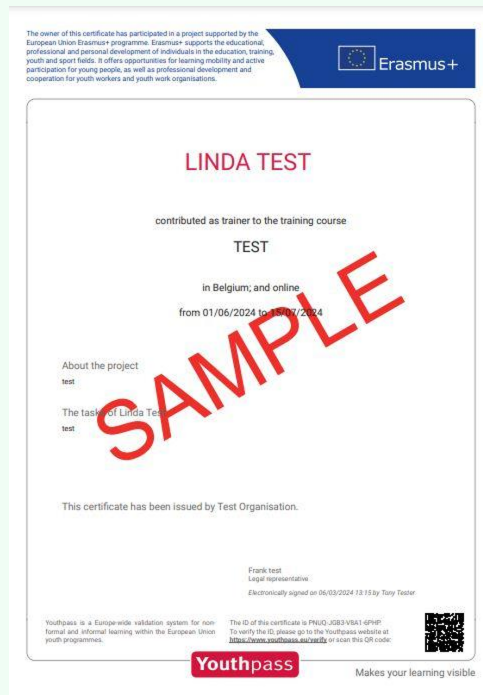 The owner of this certificate has participated in a project supported by the
European Union Erasmus+ programme. Erasmus+ supports the educational,
professional and personal development of individuals in the education, training,
youth and sport fields. It offers opportunities for learning mobility and active
participation for young people, as well as professional development and
cooperation for youth workers and youth work organisations.
Erasmus+
LINDA TEST
contributed as trainer to the training course
TEST
in Belgium; and online
from 01/06/2024 to 15/07/2024
SAMPLE
About the project
test
The tasks of Linda Test
test
This certificate has been issued by Test Organisation.
Frank test
Legal representative
Electronically signed on 06/03/2024 13:15 by Tony Tester.
Youthpass is a Europe-wide validation system for non-
formal and informal learning within the European Union
youth programmes.
The ID of this certificate is PNUQ-JGB3-V8A1-6PHP.
To verify the ID, please go to the Youthpass website at
https://www.youthpass.eu/verify or scan this QR code:
Youthpass
Makes your learning visible